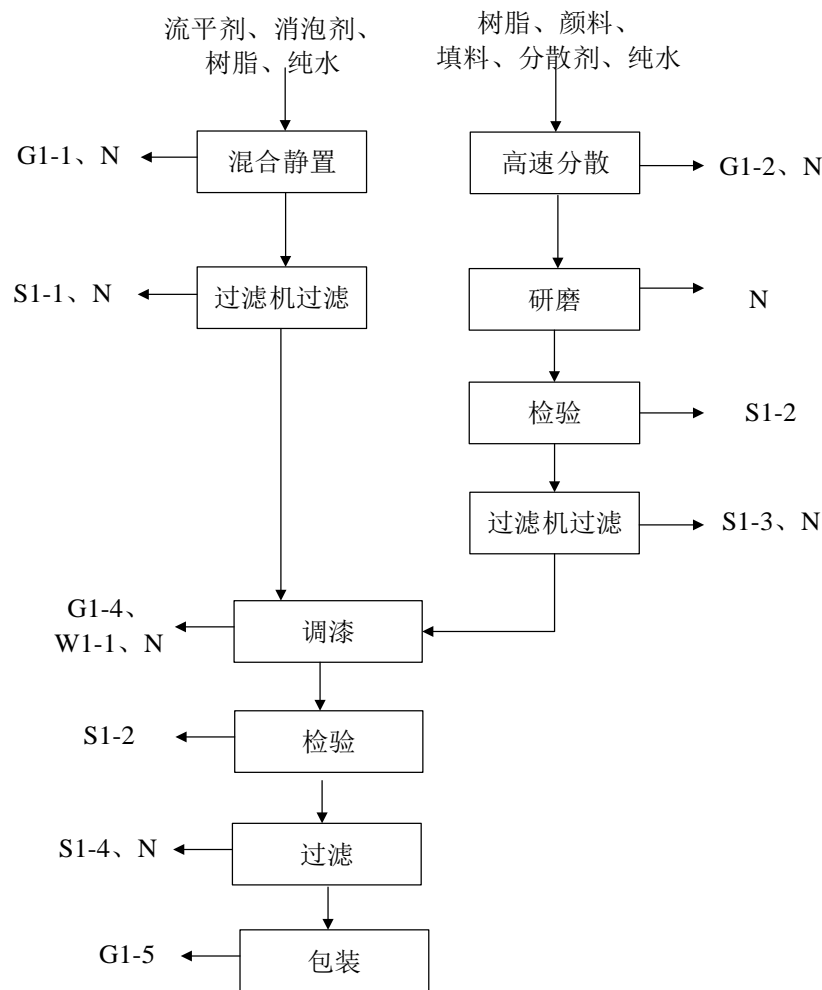 流平剂、消泡剂、
树脂、纯水
树脂、颜料、
填料、分散剂、纯水
G1-1、N
混合静置
高速分散
G1-2、N
S1-1、N
过滤机过滤
研磨
N
检验
S1-2
过滤机过滤
S1-3、N
G1-4、
W1-1、N
调漆
S1-2
检验
S1-4、N
过滤
G1-5
包装